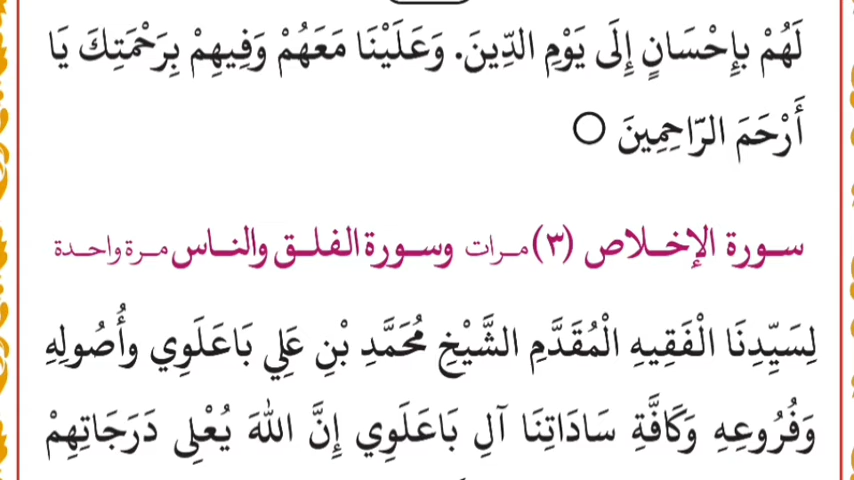 لَهُمْ بِإِحْسَانٍ إِلَى يَوْمِ الدِّينَ. وَعَلَيْنَا مَعَهُمْ وَفِيهِمْ بِرَحْمَتِكَ يَا
أَرْحَمَ الرَّاحِمِينَ ○
سورة الإخلاص (٣) مرات وسورة الفلق والناس مرة واحدة
لِسَيِّدِنَا الْفَقِيهِ الْمُقَدَّمِ الشَّيْخِ مُحَمَّدِ بْنِ عَلِي بَاعَلَوِي وأُصُولِهِ
وَفُرُوعِهِ وَكَافَّةِ سَادَاتِنَا آلِ بَاعَلَوِي إِنَّ اللهَ يُعْلِى دَرَجَاتِهِمْ